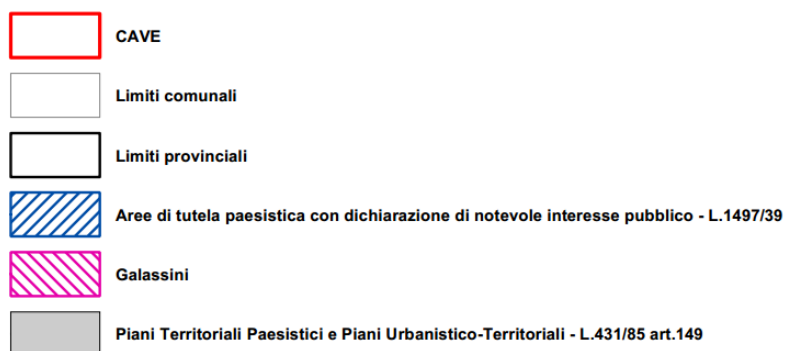 CAVE
Limiti comunali
Limiti provinciali
Aree di tutela paesistica con dichiarazione di notevole interesse pubblico - L.1497/39
Galassini
Piani Territoriali Paesistici e Piani Urbanistico-Territoriali - L.431/85 art.149